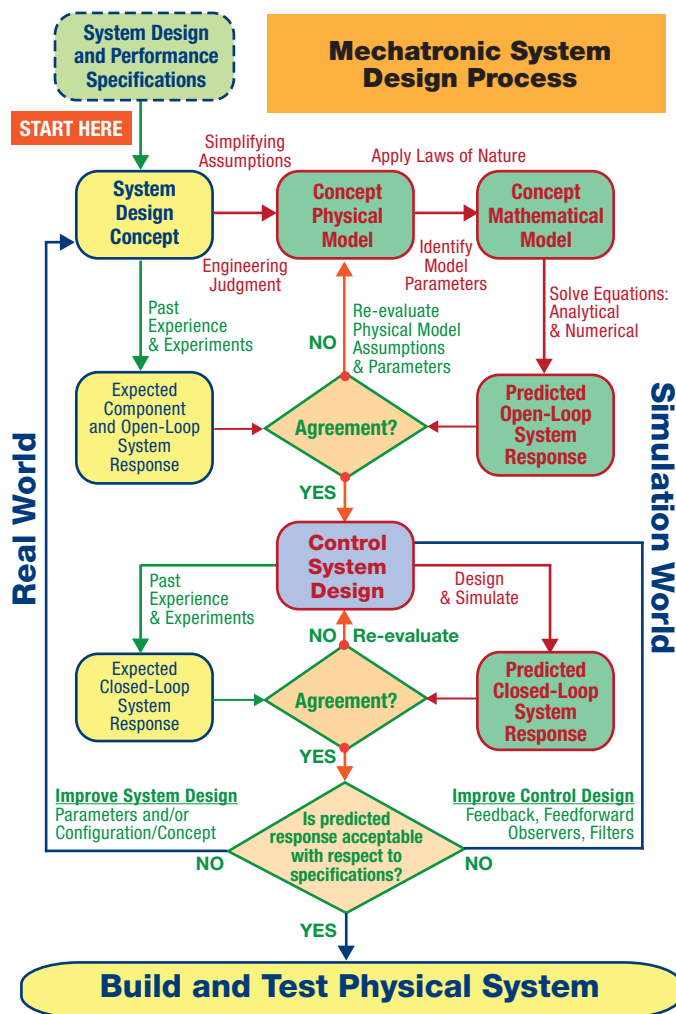 System Design
and Performance
Specifications
Mechatronic System
Design Process
START HERE
Simplifying
Assumptions
Apply Laws of Nature
System
Design
Concept
Concept
Physical
Model
Concept
Mathematical
Model
Engineering
Judgment
Identify
Model
Parameters
Past
Experience
& Experiments
NO
Re-evaluate
Physical Model
Assumptions
& Parameters
Solve Equations:
Analytical
& Numerical
Expected
Component
and Open-Loop
System
Response
Agreement?
Predicted
Open-Loop
System
Response
Real World
Simulation World
YES
Control
System
Design
Past
Experience
& Experiments
Design
& Simulate
NO Re-evaluate
Expected
Closed-Loop
System
Response
Agreement?
Predicted
Closed-Loop
System
Response
YES
Improve System Design
Parameters and/or
Configuration/Concept
Is predicted
response acceptable
with respect to
specifications?
Improve Control Design
Feedback, Feedforward
Observers, Filters
NO
NO
YES
Build and Test Physical System